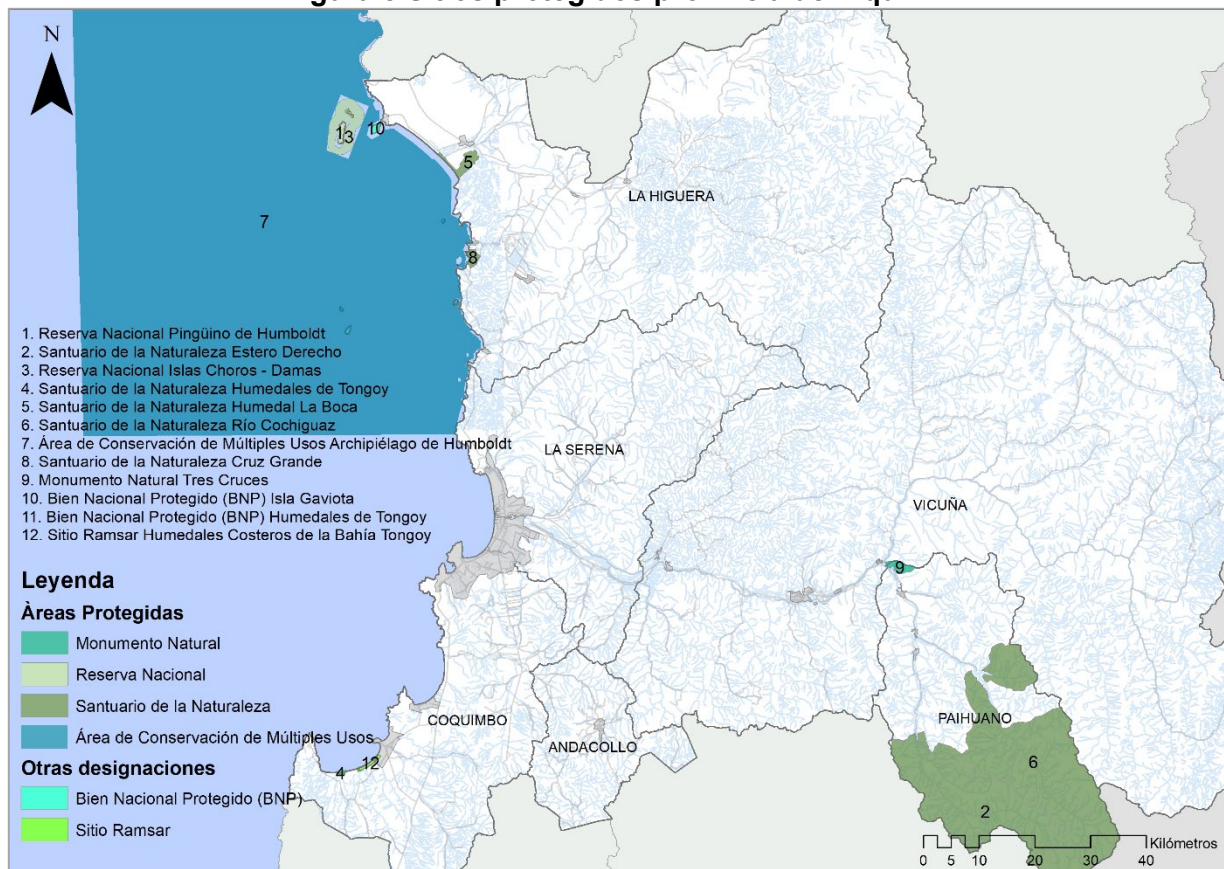 N
1
3
10
5
LA HIGUERA
7
8
1. Reserva Nacional Pingüino de Humboldt
2. Santuario de la Naturaleza Estero Derecho
3. Reserva Nacional Islas Choros - Damas
4. Santuario de la Naturaleza Humedales de Tongoy
5. Santuario de la Naturaleza Humedal La Boca
6. Santuario de la Naturaleza Río Cochiguaz
7. Área de Conservación de Múltiples Usos Archipiélago de Humboldt
8. Santuario de la Naturaleza Cruz Grande
9. Monumento Natural Tres Cruces
10. Bien Nacional Protegido (BNP) Isla Gaviota
11. Bien Nacional Protegido (BNP) Humedales de Tongoy
12. Sitio Ramsar Humedales Costeros de la Bahía Tongoy
LA SERENA
VICUÑA
9
Leyenda
Àreas Protegidas
Monumento Natural
Reserva Nacional
Santuario de la Naturaleza
Área de Conservación de Múltiples Usos
Otras designaciones
Bien Nacional Protegido (BNP)
Sitio Ramsar
COQUIMBO
ANDACOLLO
PAIHUANO
4
12
6
2
Kilómetros
0 5 10 20 30 40